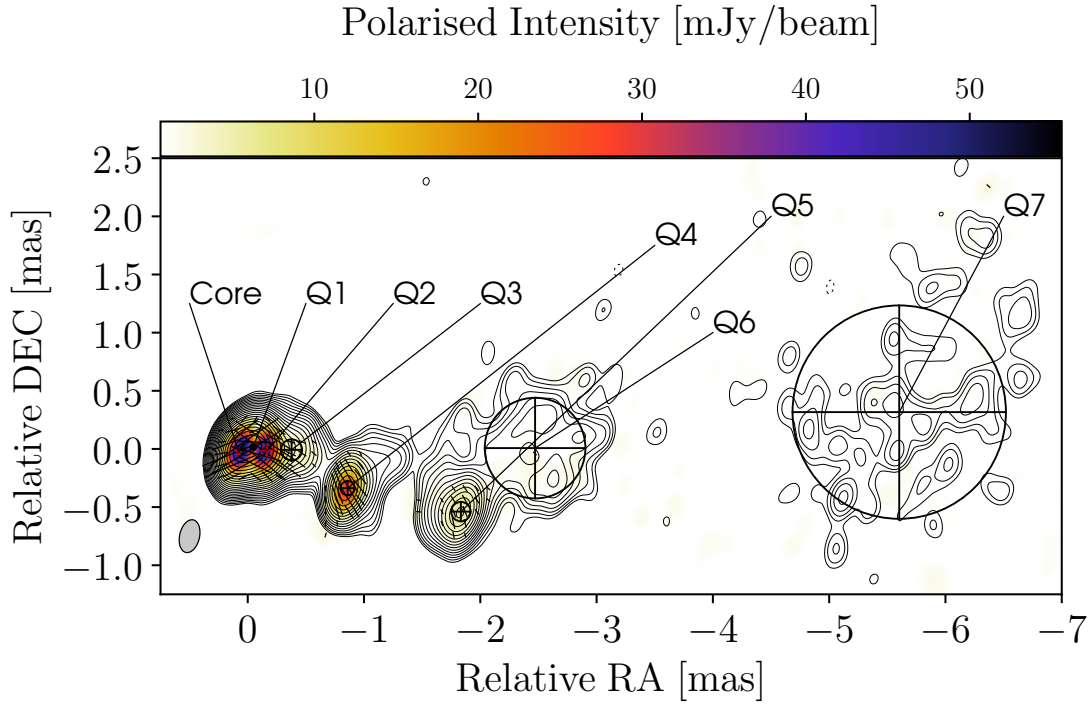 Polarised Intensity [mJy/beam]
10 20 30 40 50
2.5
2.0
1.5
1.0
0.5
0.0
−0.5
−1.0
Relative DEC [mas]
Core Q1 Q2 Q3 Q4 Q5 Q6 Q7
0 −1 −2 −3 −4 −5 −6 −7
Relative RA [mas]